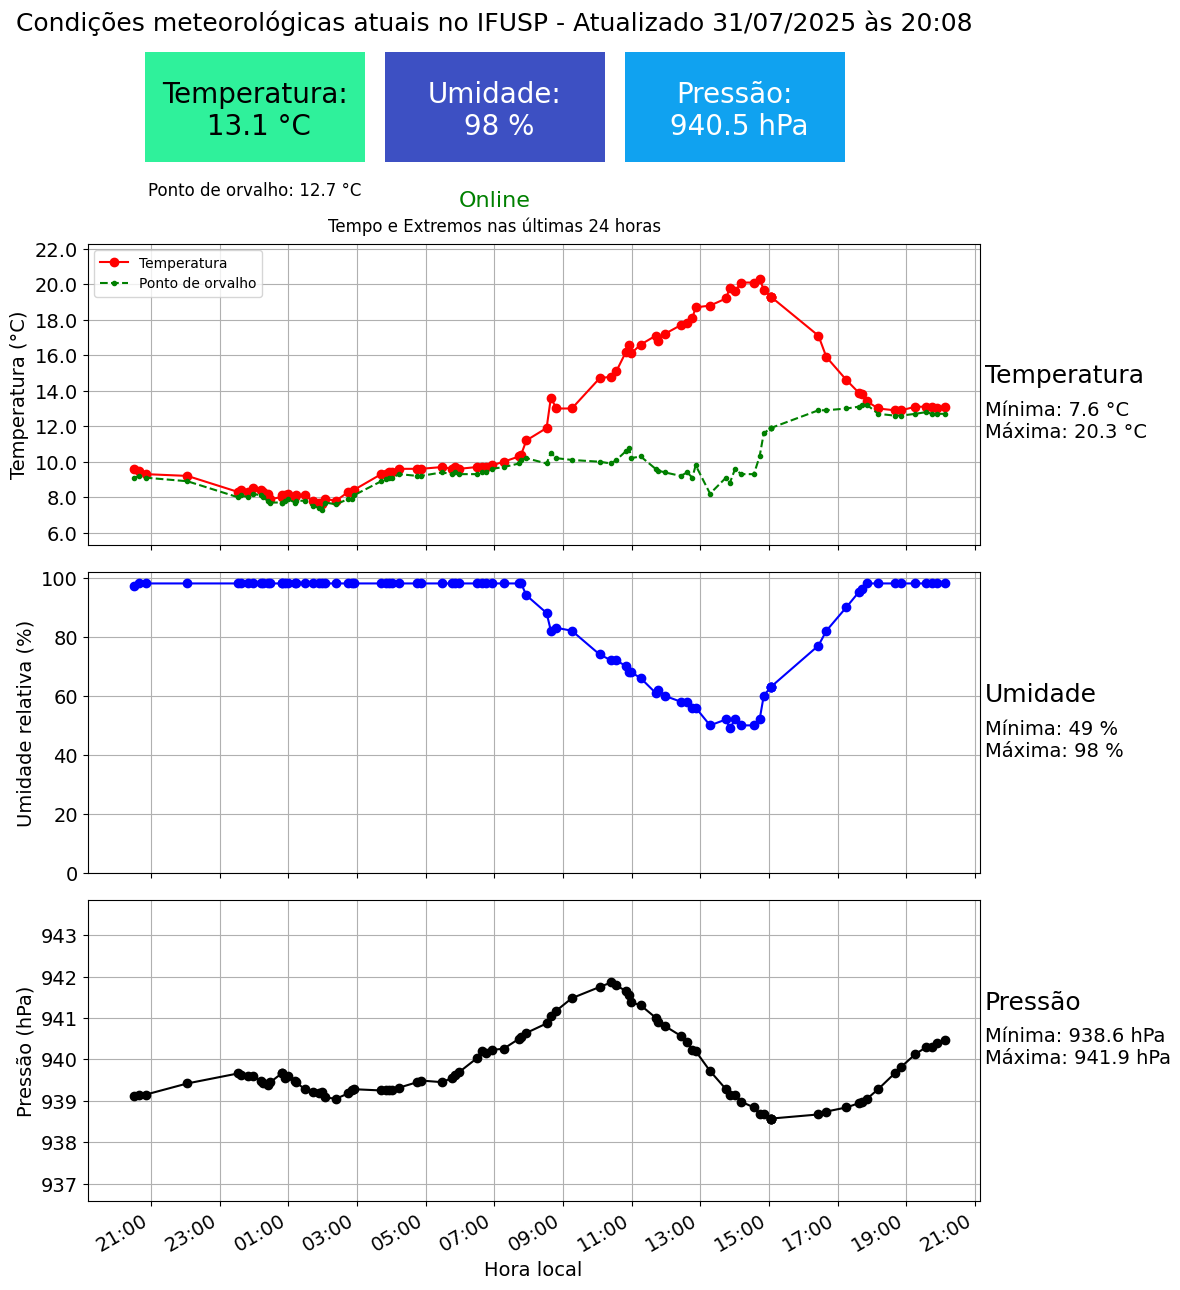 Condições meteorológicas atuais no IFUSP - Atualizado 31/07/2025 às 20:08
Temperatura:
13.1 °C
Umidade:
98 %
Pressão:
940.5 hPa
Ponto de orvalho: 12.7 °C
Online
Tempo e Extremos nas últimas 24 horas
Temperatura (°C)
22.0
20.0
18.0
16.0
14.0
12.0
10.0
8.0
6.0
Temperatura
Ponto de orvalho
Temperatura
Mínima: 7.6 °C
Máxima: 20.3 °C
Umidade relativa (%)
100
80
60
40
20
0
Umidade
Mínima: 49 %
Máxima: 98 %
Pressão (hPa)
943
942
941
940
939
938
937
Pressão
Mínima: 938.6 hPa
Máxima: 941.9 hPa
21:00 23:00 01:00 03:00 05:00 07:00 09:00 11:00 13:00 15:00 17:00 19:00 21:00
Hora local